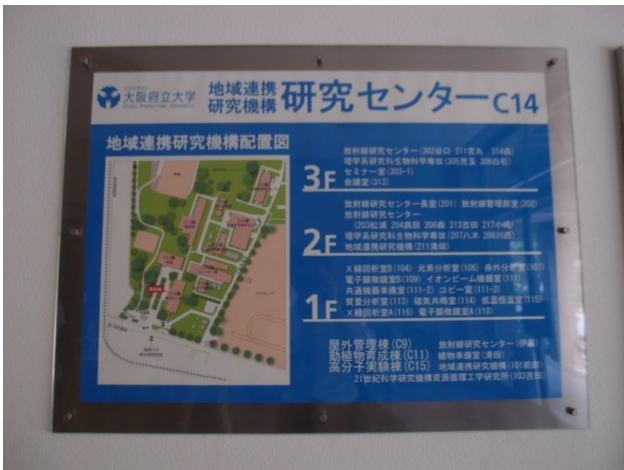 大阪府立大学
地域連携
研究機構
研究センターC14
地域連携研究機構配置図
3F
放射線研究センター(302谷口 311宮丸 314森)
理学系研究科生物科学専攻(305児玉 306白石)
セミナー室(303-1)
会議室(313)
2F
放射線研究センター長室(201) 放射線管理部室(202)
放射線研究センター
(203松浦 204奥田 208森 213古田 217小嶋)
理学系研究科生物科学専攻(207八木 208川西)
地域連携研究機構(211溝畑)
1F
X線回析室B(104) 元素分析室(106) 赤外分析室(107)
電子顕微鏡室B(109) イオンビーム機器室(111)
共通機器準備室(111-2) コピー室(111-3)
質量分析室(113) 磁気共鳴室(114) 低温恒温室(115)
X線回析室A(116) 電子顕微鏡室A(118)
屋外管理棟(C9) 放射線研究センター(伊藤)
動植物育成棟(C11) 植物準備室(溝田)
高分子実験棟(C15) 地域連携研究機構(101前田)
21世紀科学研究機構資源循環工学研究所(103吉田)